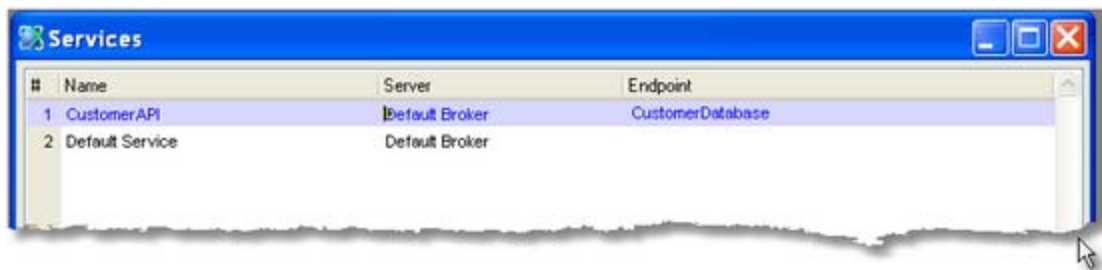 Services
# Name Server Endpoint
1 CustomerAPI Default Broker CustomerDatabase
2 Default Service Default Broker